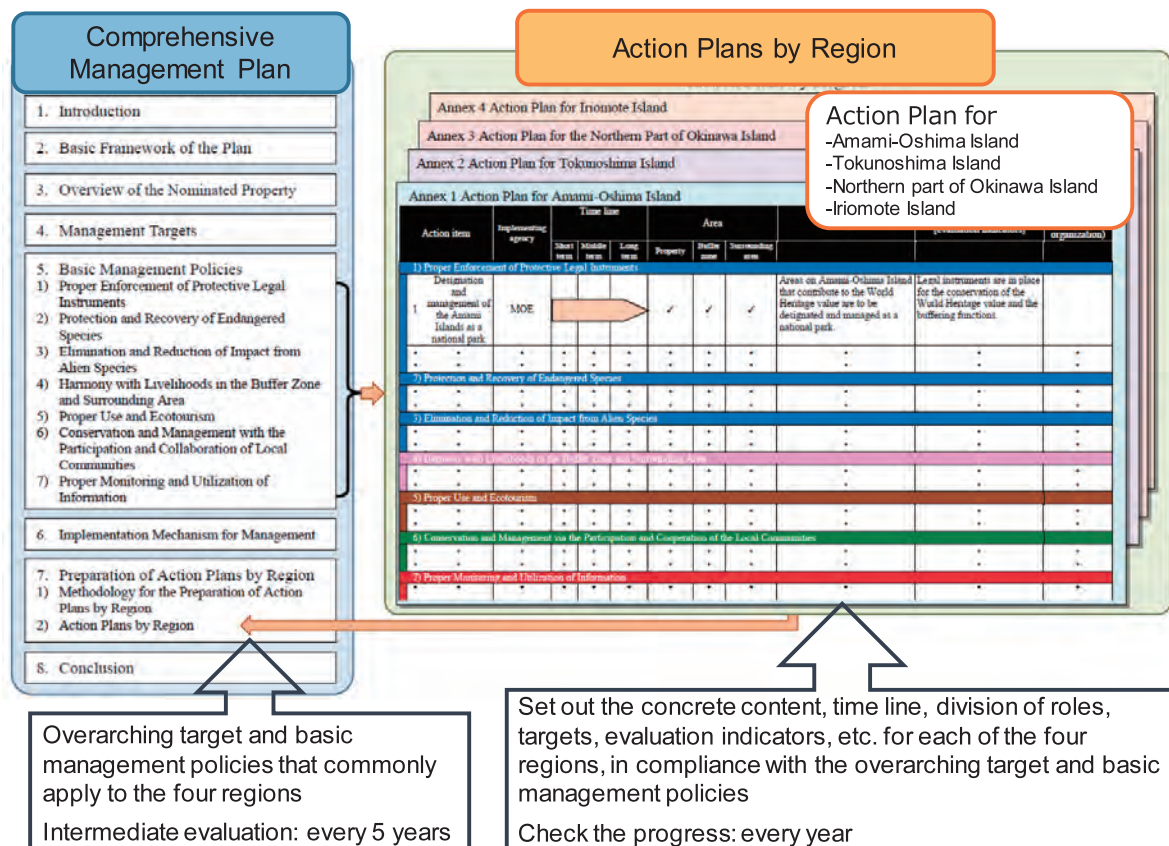 Comprehensive
Management Plan
1. Introduction
2. Basic Framework of the Plan
3. Overview of the Nominated Property
4. Management Targets
5. Basic Management Policies
1) Proper Enforcement of Protective Legal
Instruments
2) Protection and Recovery of Endangered
Species
3) Elimination and Reduction of Impact from
Alien Species
4) Harmony with Livelihoods in the Buffer Zone
and Surrounding Area
5) Proper Use and Ecotourism
6) Conservation and Management with the
Participation and Collaboration of Local
Communities
7) Proper Monitoring and Utilization of
Information
6. Implementation Mechanism for Management
7. Preparation of Action Plans by Region
1) Methodology for the Preparation of Action
Plans by Region
2) Action Plans by Region
8. Conclusion
Overarching target and basic
management policies that commonly
apply to the four regions
Intermediate evaluation: every 5 years
Action Plans by Region
Action Plan for
-Amami-Oshima Island
-Tokunoshima Island
-Northern part of Okinawa Island
-Iriomote Island
Annex 4 Action Plan for Iriomote Island
Annex 3 Action Plan for the Northern Part of Okinawa Island
Annex 2 Action Plan for Tokunoshima Island
Annex 1 Action Plan for Amami-Oshima Island
Action item
Implementing
agency
Time line
Short
term
Middle
term
Long
term
Area
Property
Buffer
zone
Surrounding
area
organization)
1) Proper Enforcement of Protective Legal Instruments
1
Designation
and
management of
the Amami
Islands as a
national park
MOE
✓ ✓ ✓
Areas on Amami-Oshima Island
that contribute to the World
Heritage value are to be
designated and managed as a
national park.
Legal instruments are in place
for the conservation of the
World Heritage value and the
buffering functions.
2) Protection and Recovery of Endangered Species
3) Elimination and Reduction of Impact from Alien Species
4) Harmony with Livelihoods in the Buffer Zone and Surrounding Area
5) Proper Use and Ecotourism
6) Conservation and Management via the Participation and Cooperation of the Local Communities
7) Proper Monitoring and Utilization of Information
Set out the concrete content, time line, division of roles,
targets, evaluation indicators, etc. for each of the four
regions, in compliance with the overarching target and basic
management policies
Check the progress: every year